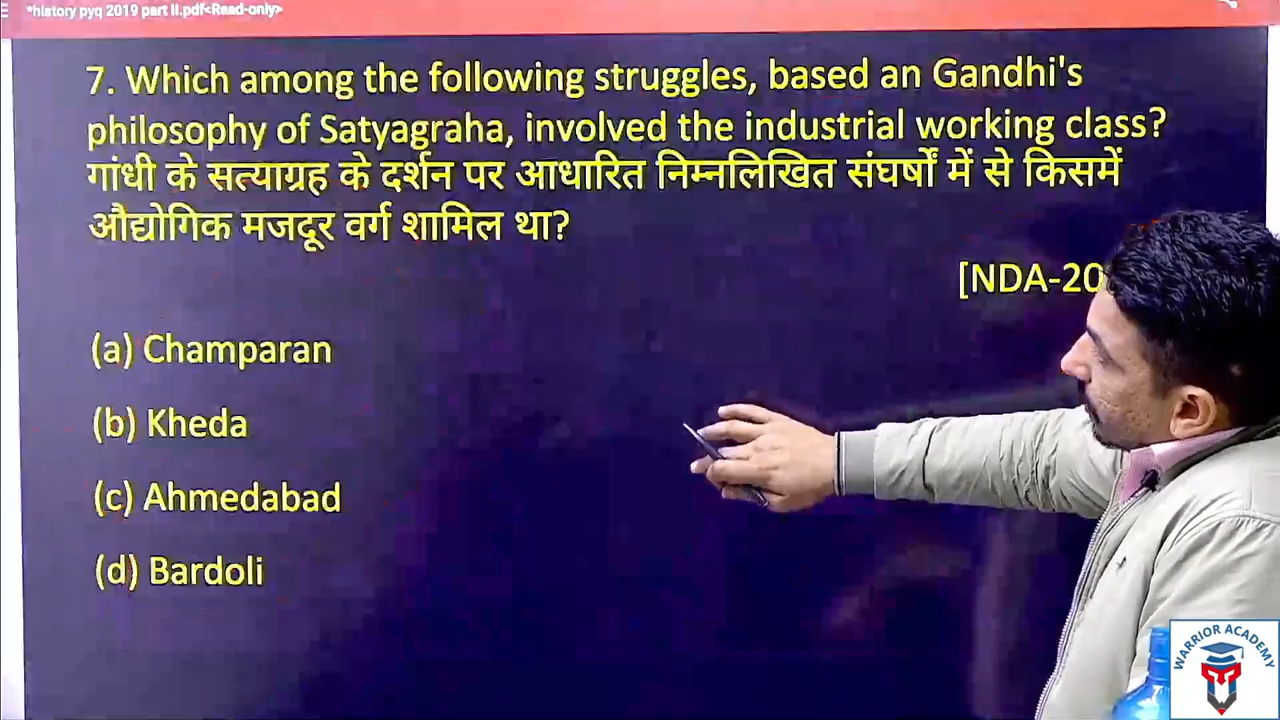 *history pyq 2019 part II.pdf<Read-only>
7. Which among the following struggles, based an Gandhi's
philosophy of Satyagraha, involved the industrial working class?
गांधी के सत्याग्रह के दर्शन पर आधारित निम्नलिखित संघर्षों में से किसमें
औद्योगिक मजदूर वर्ग शामिल था?
[NDA-20
(a) Champaran
(b) Kheda
(c) Ahmedabad
(d) Bardoli
WARRIOR ACADEMY